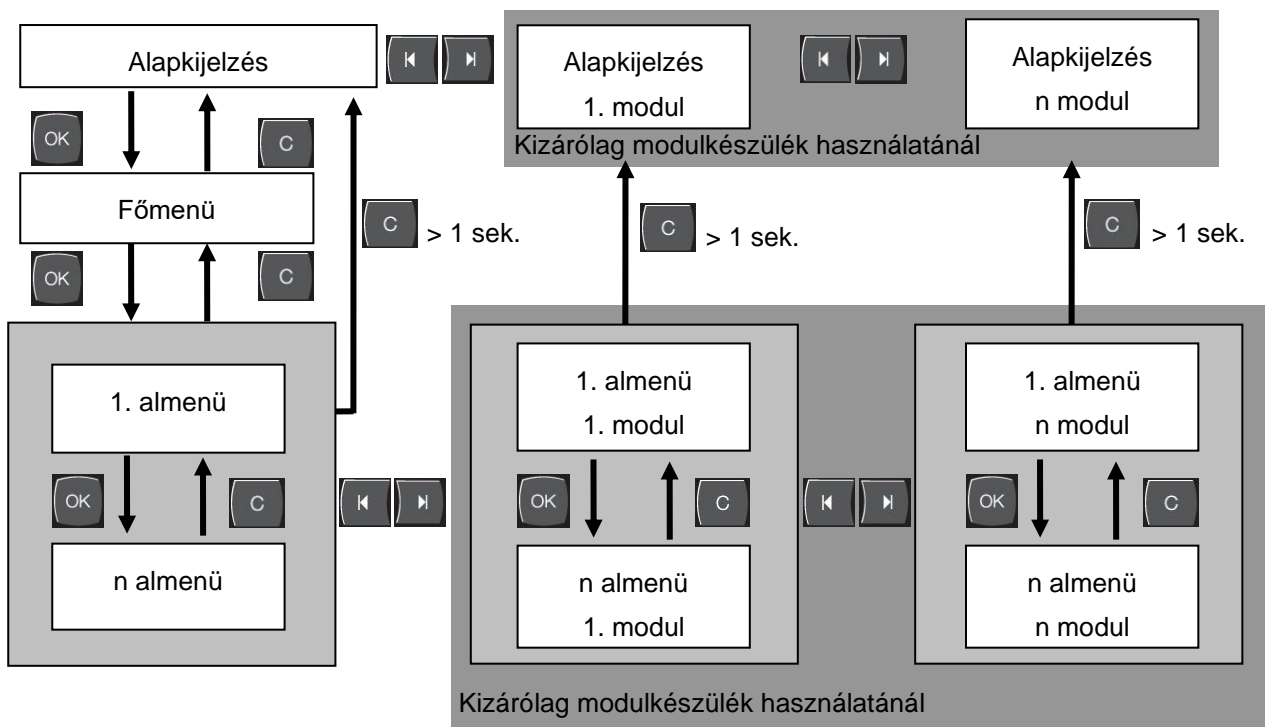 Alapkijelzés
Alapkijelzés
1. modul
Alapkijelzés
n modul
Kizárólag modulkészülék használatánál
OK
C
Főmenü
C
> 1 sek.
C
> 1 sek.
C
> 1 sek.
OK
C
1. almenü
1. almenü
1. modul
1. almenü
n modul
OK
C
OK
C
OK
C
n almenü
n almenü
1. modul
n almenü
n modul
Kizárólag modulkészülék használatánál